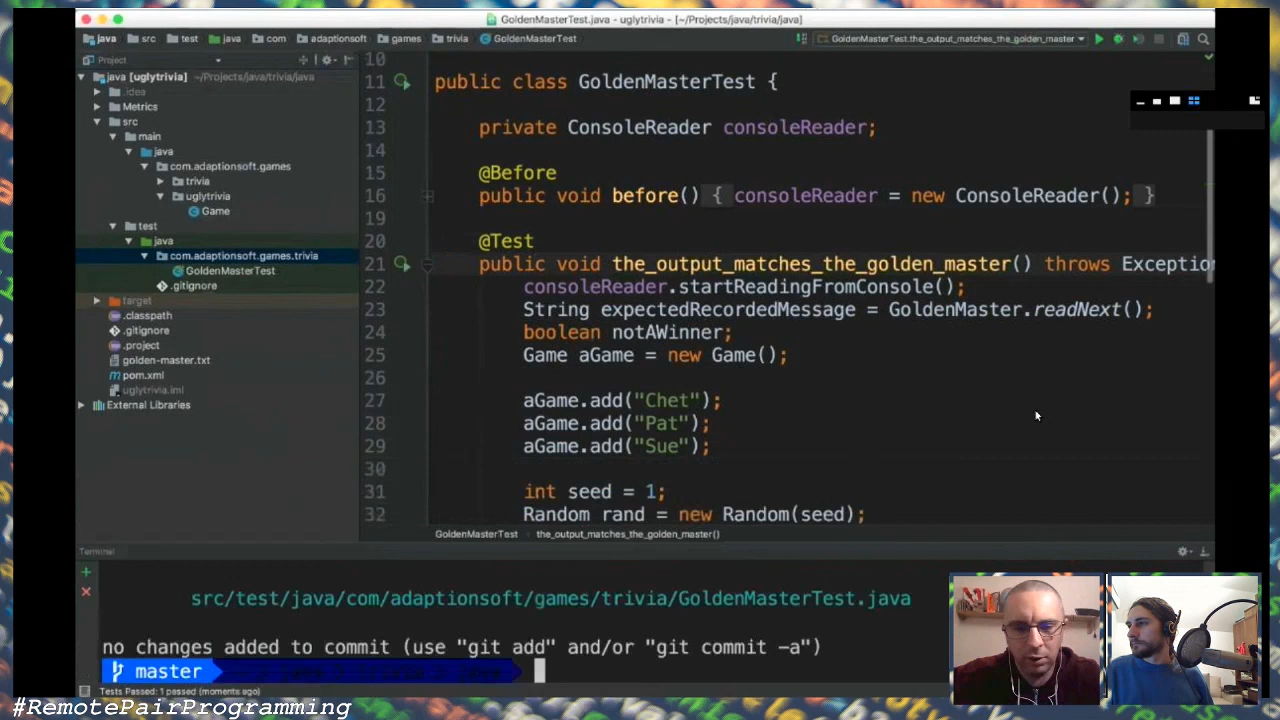 GoldenMasterTest.java - uglytrivia - [~/Projects/java/trivia/java]
java src test java com adaptionsoft games trivia GoldenMasterTest GoldenMasterTest.the_output_matches_the_golden_master
Project
java [uglytrivia] ~/Projects/java/trivia/java
.idea
Metrics
src
main
java
com.adaptionsoft.games
trivia
uglytrivia
Game
test
java
com.adaptionsoft.games.trivia
GoldenMasterTest
.gitignore
target
.classpath
.gitignore
.project
golden-master.txt
pom.xml
uglytrivia.iml
External Libraries
10
11 public class GoldenMasterTest {
12
13 private ConsoleReader consoleReader;
14
15 @Before
16 public void before() { consoleReader = new ConsoleReader(); }
19
20 @Test
21 public void the_output_matches_the_golden_master() throws Exception
22 consoleReader.startReadingFromConsole();
23 String expectedRecordedMessage = GoldenMaster.readNext();
24 boolean notAWinner;
25 Game aGame = new Game();
26
27 aGame.add("Chet");
28 aGame.add("Pat");
29 aGame.add("Sue");
30
31 int seed = 1;
32 Random rand = new Random(seed);
GoldenMasterTest the_output_matches_the_golden_master()
Terminal
src/test/java/com/adaptionsoft/games/trivia/GoldenMasterTest.java
no changes added to commit (use "git add" and/or "git commit -a")
master
Tests Passed: 1 passed (moments ago)
#RemotePairProgramming